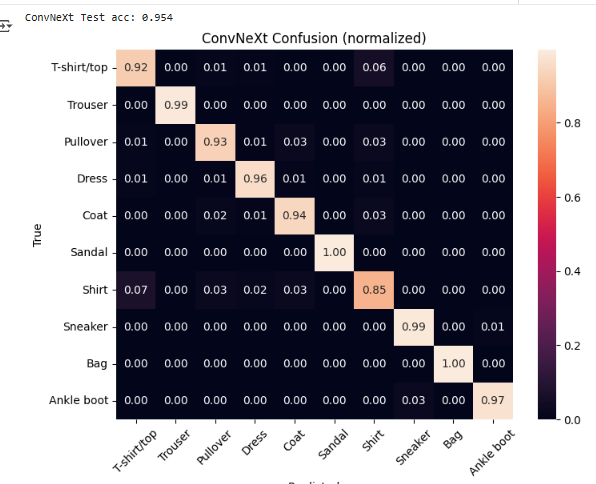 ConvNeXt Test acc: 0.954
ConvNeXt Confusion (normalized)
True
T-shirt/top 0.92 0.00 0.01 0.01 0.00 0.00 0.06 0.00 0.00 0.00
Trouser 0.00 0.99 0.00 0.00 0.00 0.00 0.00 0.00 0.00 0.00
Pullover 0.01 0.00 0.93 0.01 0.03 0.00 0.03 0.00 0.00 0.00
Dress 0.01 0.00 0.01 0.96 0.01 0.00 0.01 0.00 0.00 0.00
Coat 0.00 0.00 0.02 0.01 0.94 0.00 0.03 0.00 0.00 0.00
Sandal 0.00 0.00 0.00 0.00 0.00 1.00 0.00 0.00 0.00 0.00
Shirt 0.07 0.00 0.03 0.02 0.03 0.00 0.85 0.00 0.00 0.00
Sneaker 0.00 0.00 0.00 0.00 0.00 0.00 0.00 0.99 0.00 0.01
Bag 0.00 0.00 0.00 0.00 0.00 0.00 0.00 0.00 1.00 0.00
Ankle boot 0.00 0.00 0.00 0.00 0.00 0.00 0.00 0.03 0.00 0.97
T-shirt/top Trouser Pullover Dress Coat Sandal Shirt Sneaker Bag Ankle boot
0.8
0.6
0.4
0.2
0.0